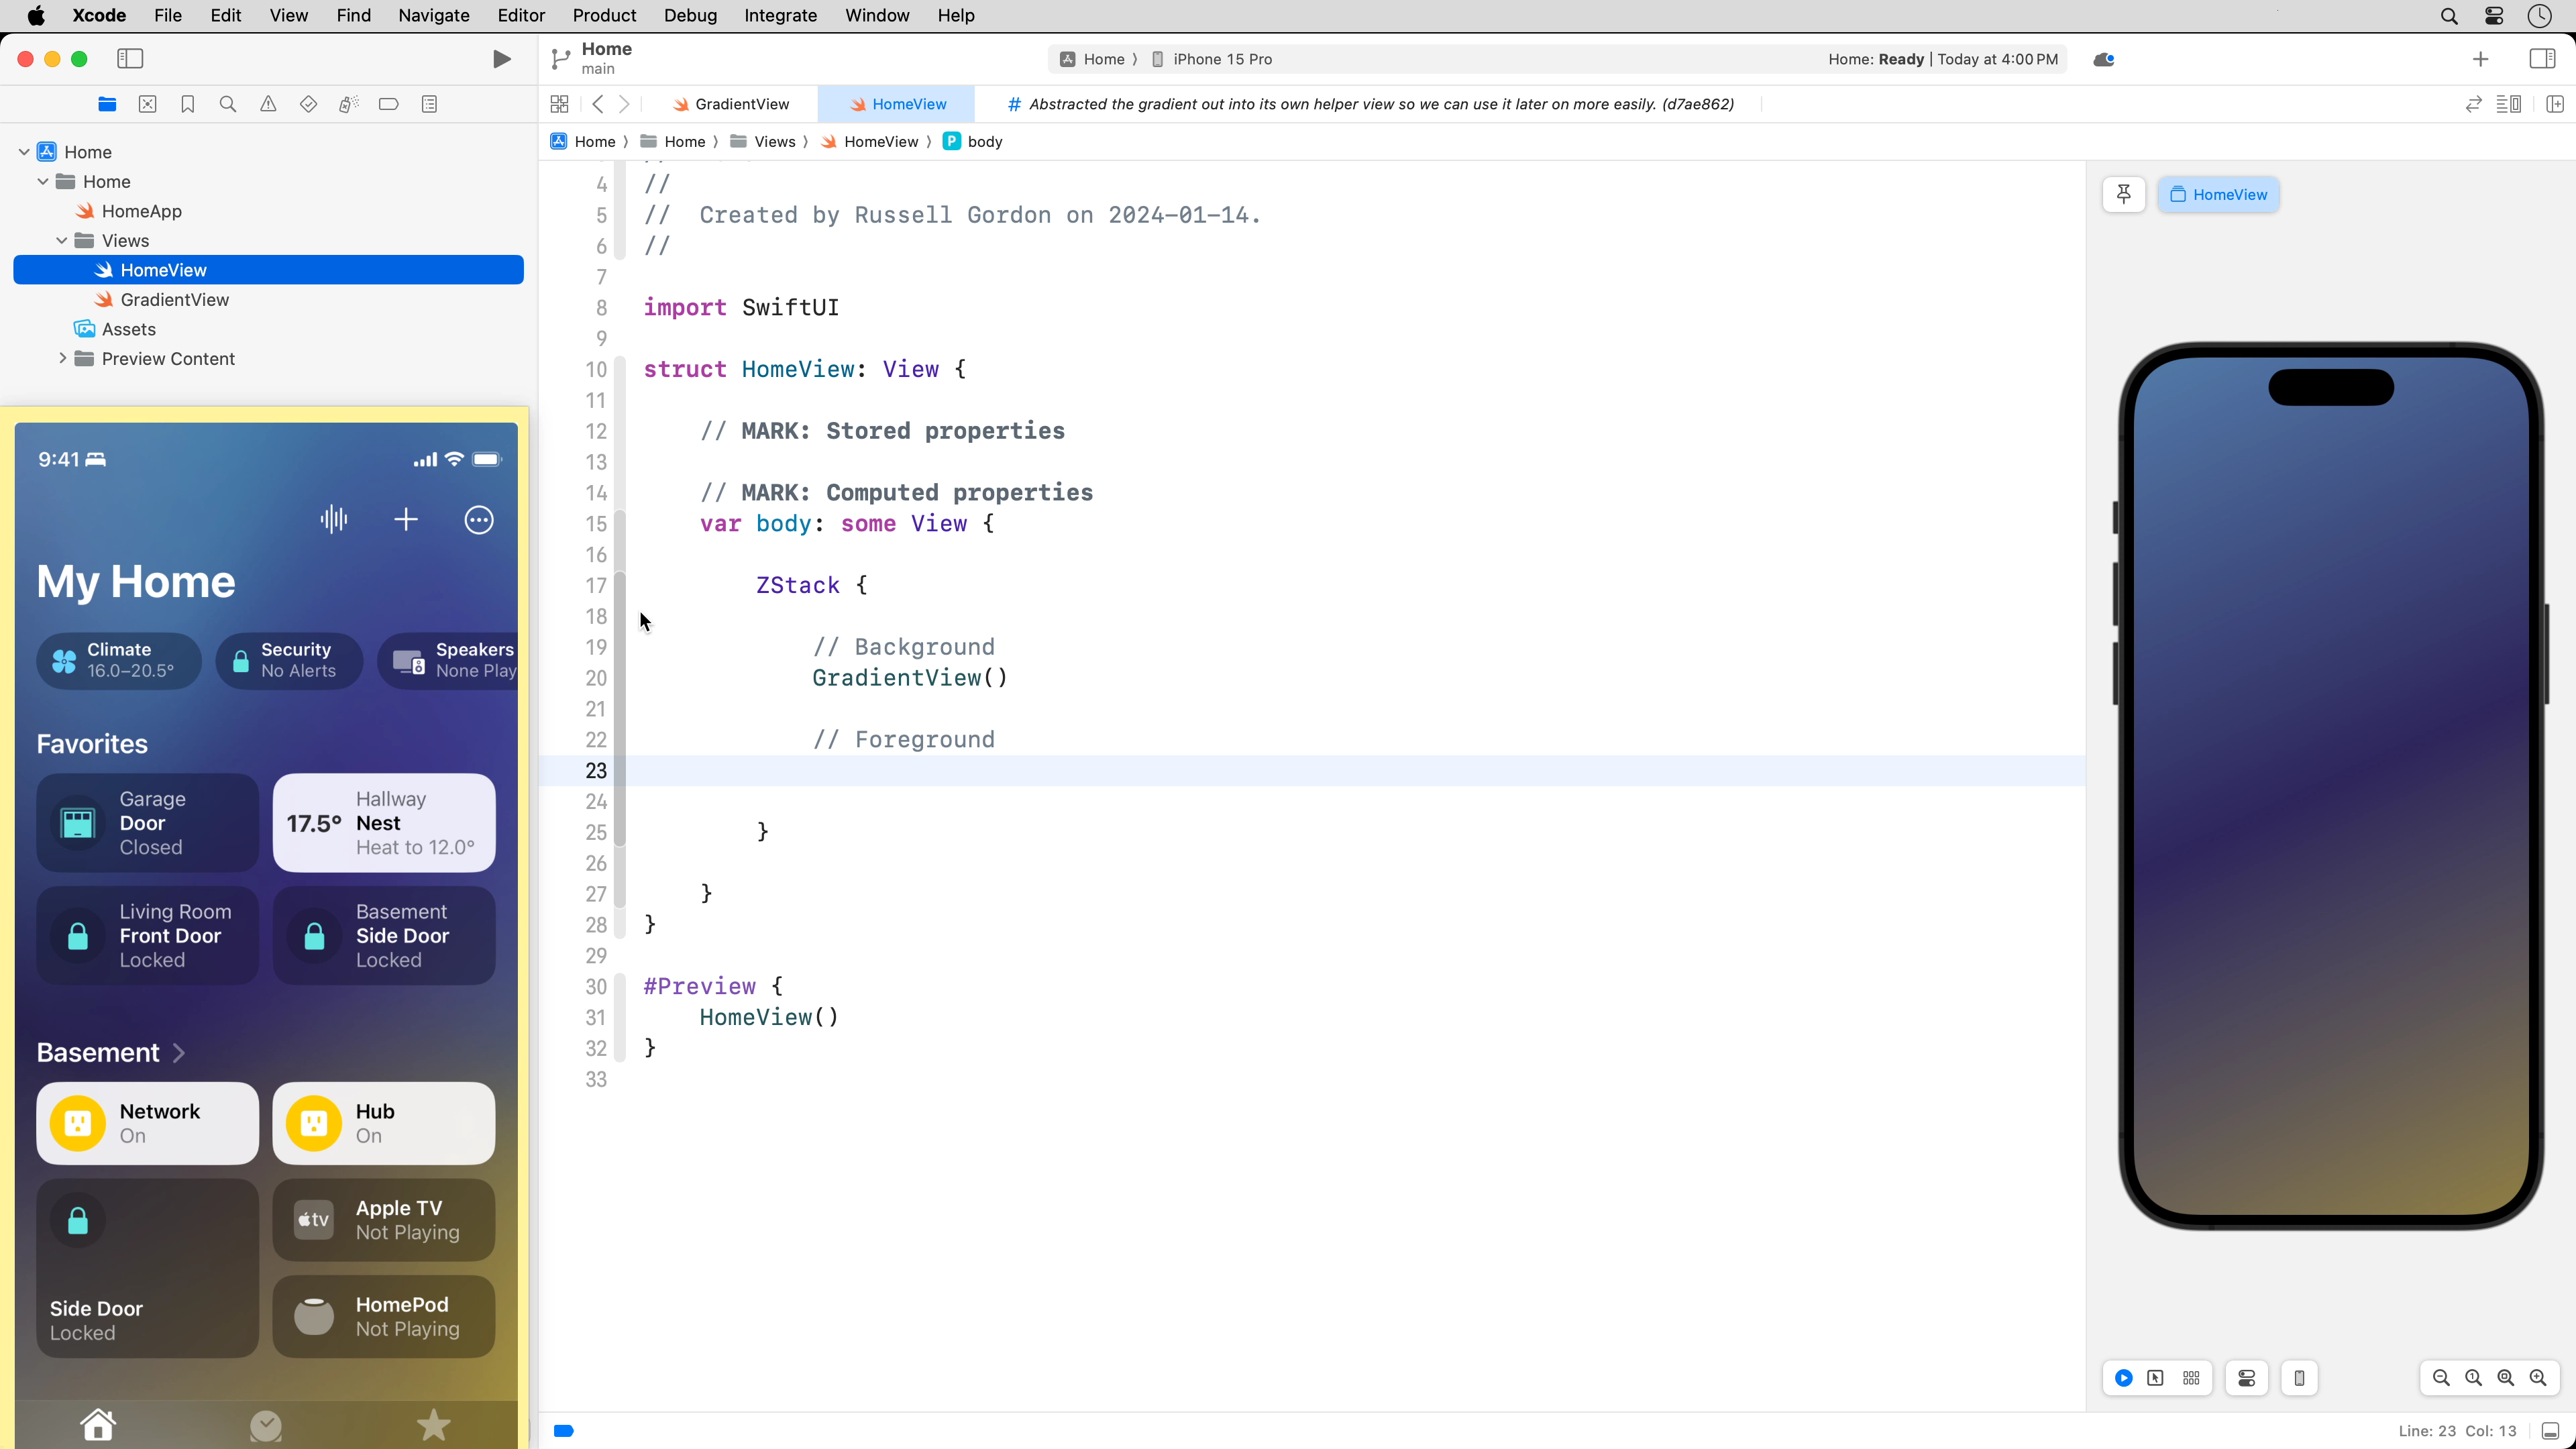 Xcode File Edit View Find Navigate Editor Product Debug Integrate Window Help
Home
main
Home 〉 iPhone 15 Pro
Home: Ready | Today at 4:00 PM
GradientView
HomeView
# Abstracted the gradient out into its own helper view so we can use it later on more easily. (d7ae862)
Home 〉 Home 〉 Views 〉 HomeView 〉 P body
Home
Home
HomeApp
Views
HomeView
GradientView
Assets
Preview Content
9:41
My Home
Climate
16.0–20.5°
Security
No Alerts
Speakers
None Play
Favorites
Garage
Door
Closed
17.5°
Hallway
Nest
Heat to 12.0°
Living Room
Front Door
Locked
Basement
Side Door
Locked
Basement
Network
On
Hub
On
Side Door
Locked
tv
Apple TV
Not Playing
HomePod
Not Playing
4 //
5 //  Created by Russell Gordon on 2024-01-14.
6 //
7
8 import SwiftUI
9
10 struct HomeView: View {
11
12     // MARK: Stored properties
13
14     // MARK: Computed properties
15     var body: some View {
16
17         ZStack {
18
19             // Background
20             GradientView()
21
22             // Foreground
23
24
25         }
26
27     }
28 }
29
30 #Preview {
31     HomeView()
32 }
33
HomeView
Line: 23 Col: 13